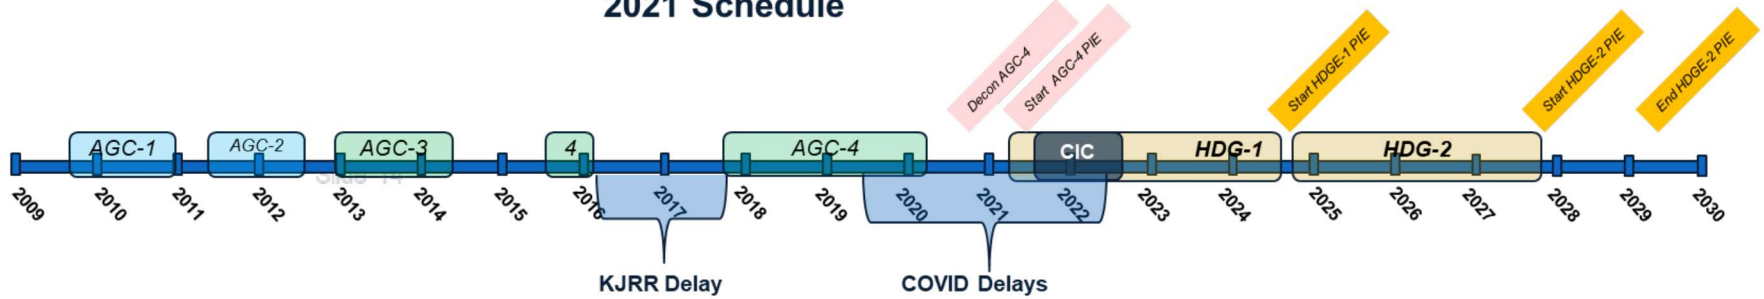 2021 Schedule
Decon AGC-4
Start AGC-4 PIE
Start HDGE-1 PIE
Start HDGE-2 PIE
End HDGE-2 PIE
AGC-1
AGC-2
AGC-3
4
AGC-4
CIC
HDG-1
HDG-2
Slide 14
2009 2010 2011 2012 2013 2014 2015 2016 2017 2018 2019 2020 2021 2022 2023 2024 2025 2026 2027 2028 2029 2030
KJRR Delay
COVID Delays